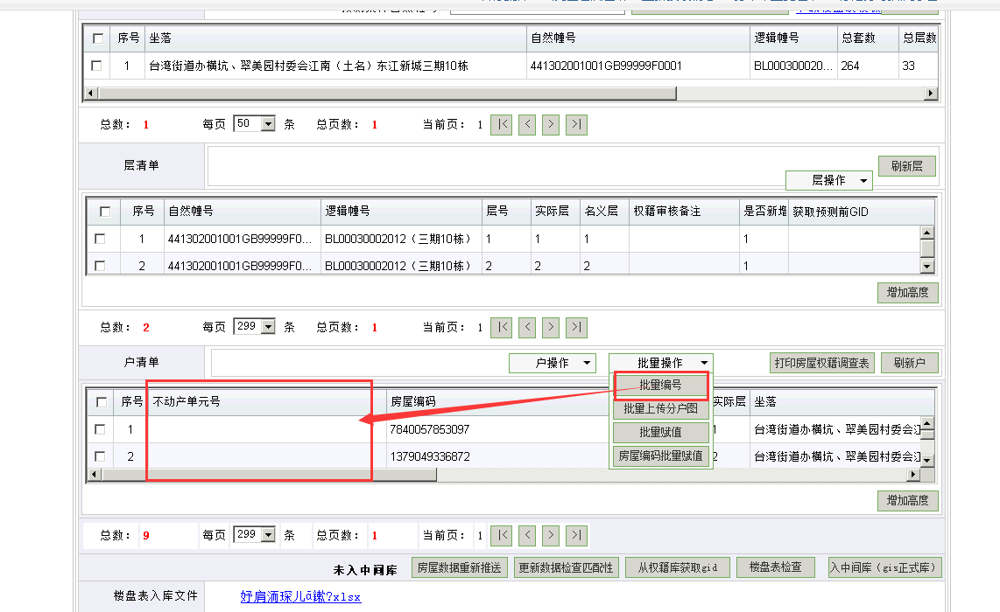 序号 坐落 自然幢号 逻辑幢号 总套数 总层数
1 台湾街道办横坑、翠美园村委会江南（土名）东江新城三期10栋 441302001001GB99999F0001 BL000300020... 264 33
总数： 1 每页 50 条 总页数： 1 当前页： 1 |< < > >|
层清单 刷新层
层操作
序号 自然幢号 逻辑幢号 层号 实际层 名义层 权籍审核备注 是否新增 获取预测前GID
1 441302001001GB99999F0... BL00030002012（三期10栋） 1 1 1 1
2 441302001001GB99999F0... BL00030002012（三期10栋） 2 2 2 1
增加高度
总数： 2 每页 299 条 总页数： 1 当前页： 1 |< < > >|
户清单 户操作 批量操作 打印房屋权籍调查表 刷新户
批量编号
批量上传分户图
批量赋值
房屋编码批量赋值
序号 不动产单元号 房屋编码 实际层 坐落
1 7840057853097 1 台湾街道办横坑、翠美园村委会江
2 1379049336872 2 台湾街道办横坑、翠美园村委会江
增加高度
总数： 9 每页 299 条 总页数： 1 当前页： 1 |< < > >|
未入中间库 房屋数据重新推送 更新数据检查匹配性 从权籍库获取gid 楼盘表检查 入中间库（gis正式库）
楼盘表入库文件